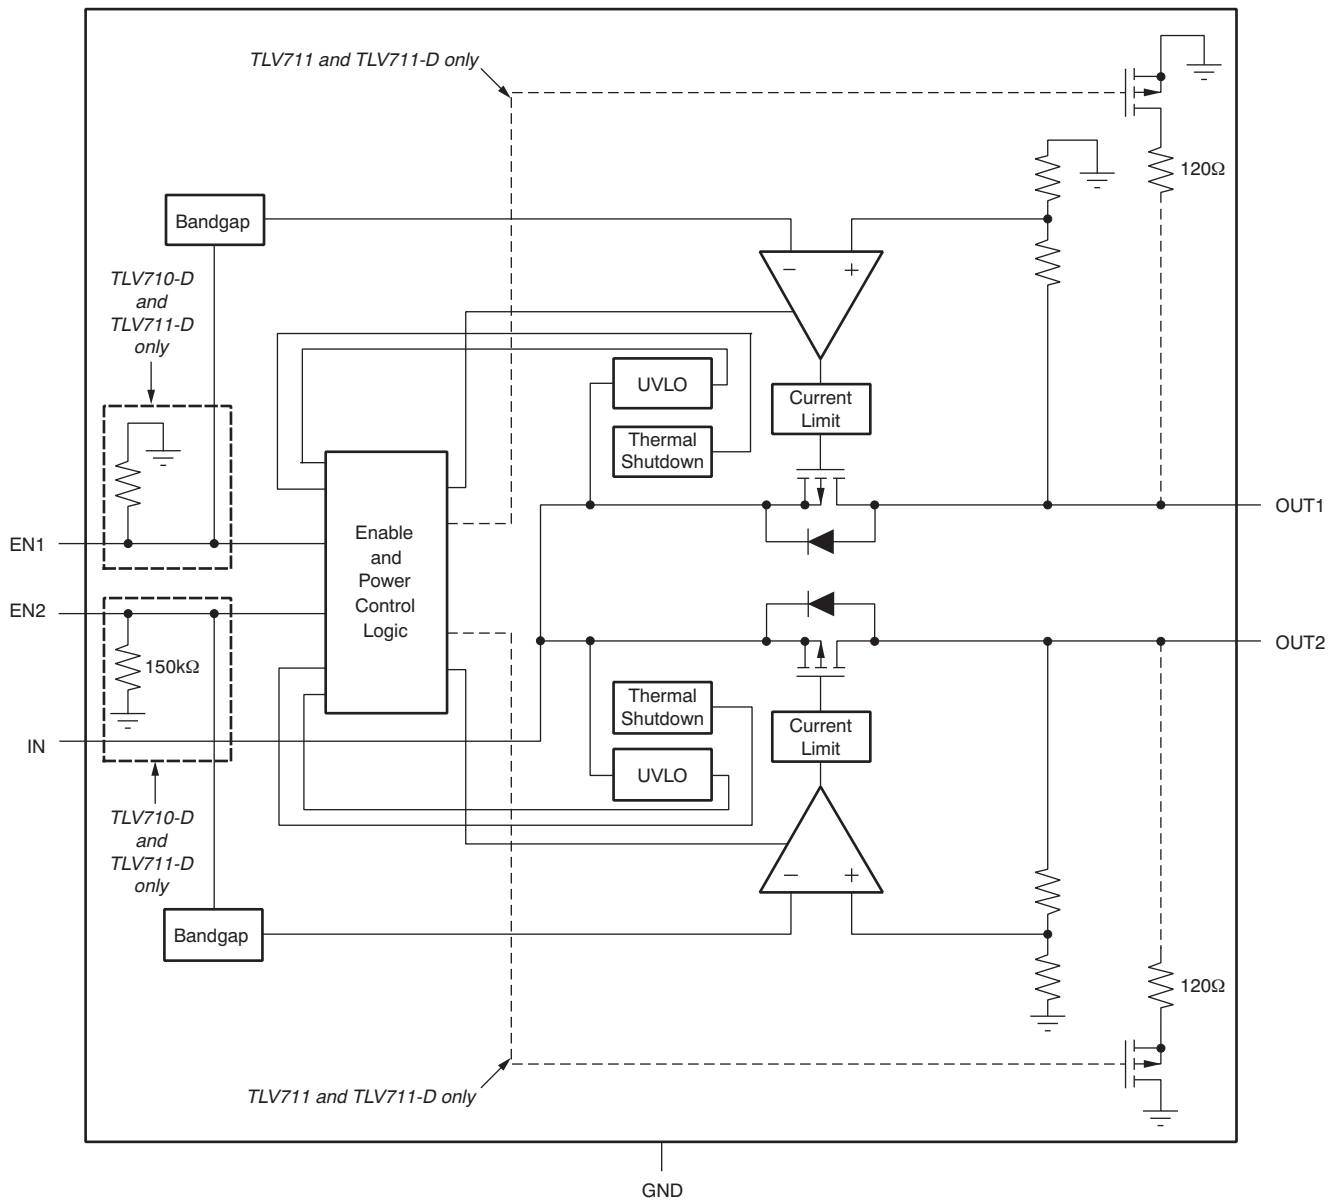 TLV711 and TLV711-D only
120Ω
Bandgap
TLV710-D
and
TLV711-D
only
− +
UVLO
Current
Limit
Thermal
Shutdown
Enable
and
Power
Control
Logic
EN1
OUT1
EN2
OUT2
150kΩ
IN
Thermal
Shutdown
Current
Limit
UVLO
TLV710-D
and
TLV711-D
only
− +
Bandgap
120Ω
TLV711 and TLV711-D only
GND